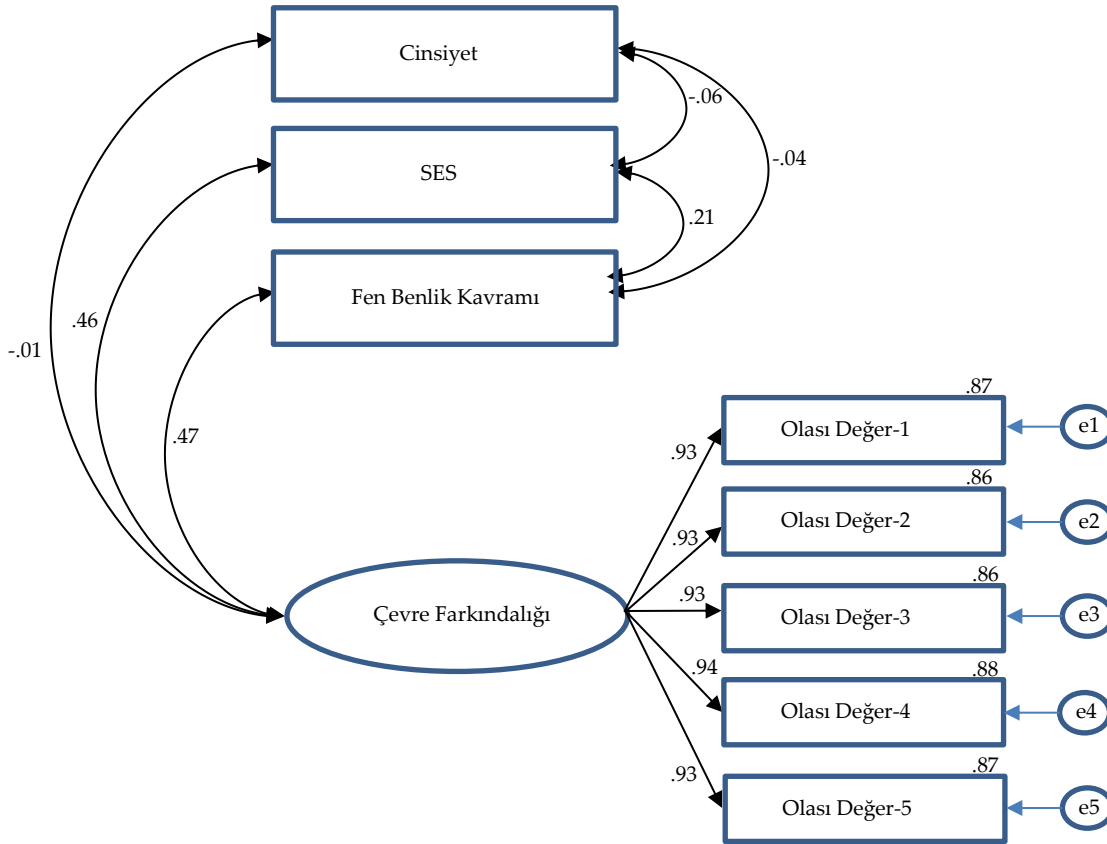 Cinsiyet
-.06
-.04
SES
.21
Fen Benlik Kavramı
-.01
.46
.47
.87
Olası Değer-1
e1
.93
.86
Olası Değer-2
e2
.93
.86
Çevre Farkındalığı
.93
Olası Değer-3
e3
.94
.88
Olası Değer-4
e4
.93
.87
Olası Değer-5
e5